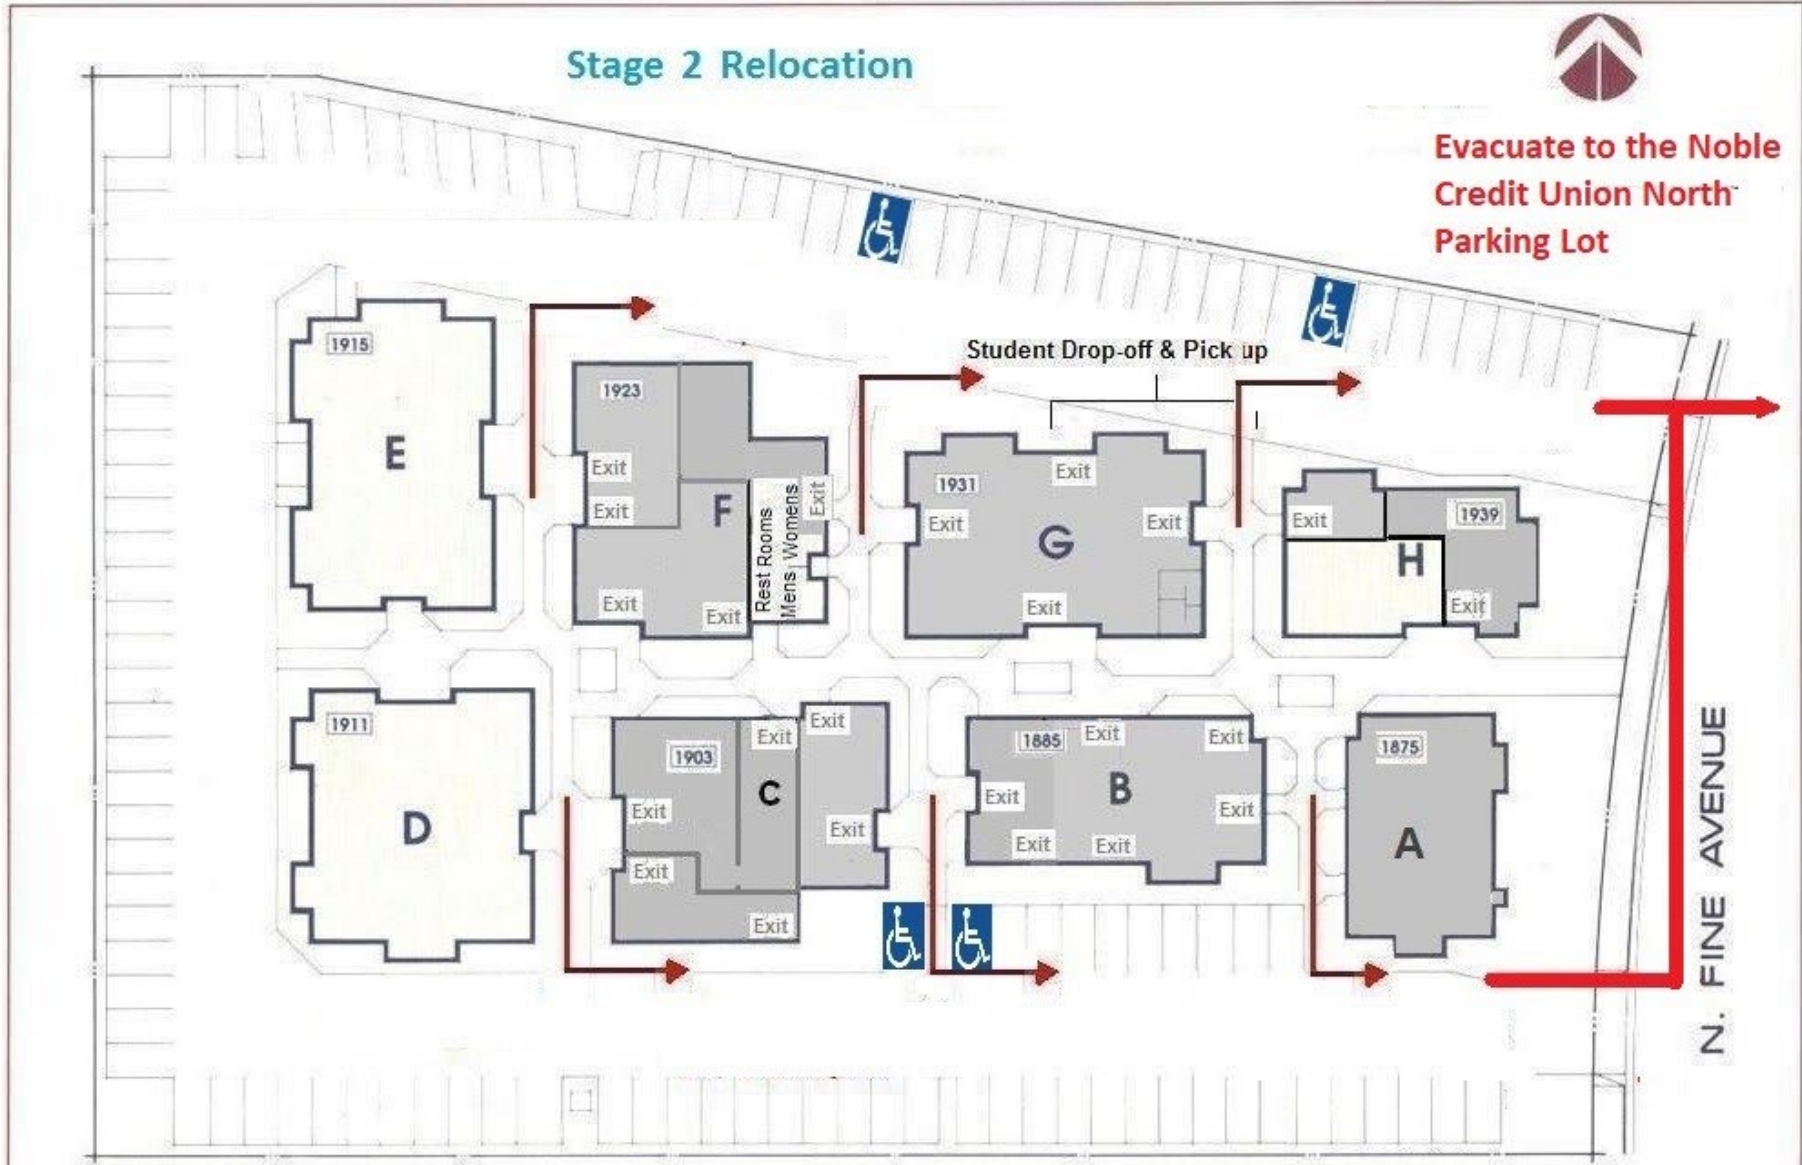 Stage 2 Relocation
Evacuate to the Noble
Credit Union North
Parking Lot
Student Drop-off & Pick up
1915
E
1923
Exit
Exit
F
Exit
Exit
Exit
Rest Rooms
Mens Womens
1931
Exit
Exit
Exit
G
Exit
1939
Exit
H
Exit
1911
D
1903
Exit
Exit
C
Exit
Exit
Exit
Exit
1885
Exit
Exit
B
Exit
Exit
Exit
Exit
1875
A
N. FINE AVENUE